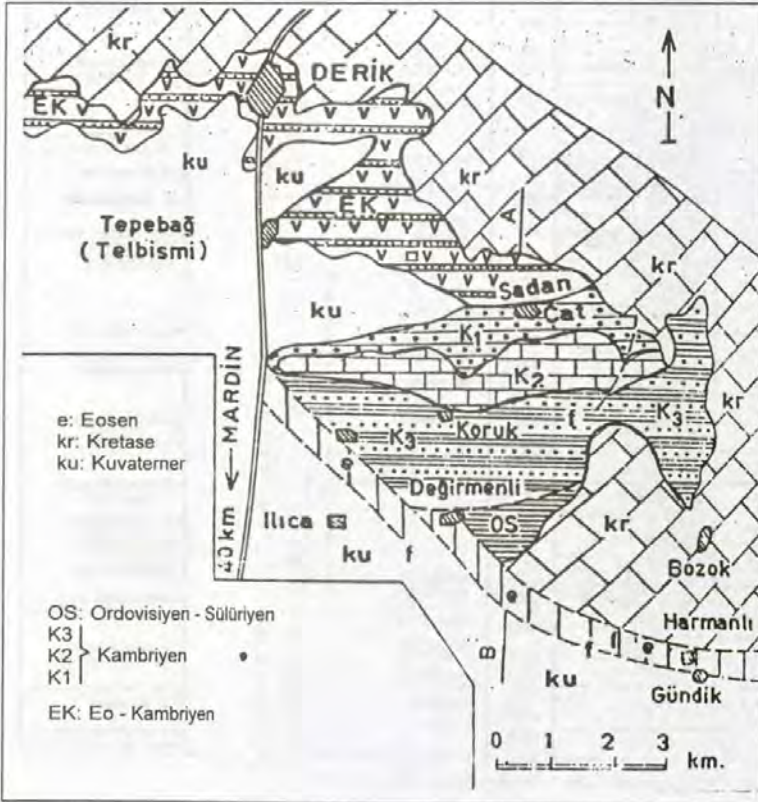 kr
DERİK
N
EK
ku
ku
kr
EK
A
Tepebağ
(Telbismi)
kr
Şadan
ku
Çat
K1
K2
e: Eosen
kr: Kretase
ku: Kuvaterner
40 km ← MARDİN
f
K3
kr
Koruk
K3
Değirmenli
Ilıca
OS
kr
ku
f
Bozok
OS: Ordovisiyen - Sülüriyen
K3
K2
K1
Kambriyen
e
e
Harmanlı
B
f
f
e
ku
Gündik
EK: Eo - Kambriyen
0 1 2 3
km.